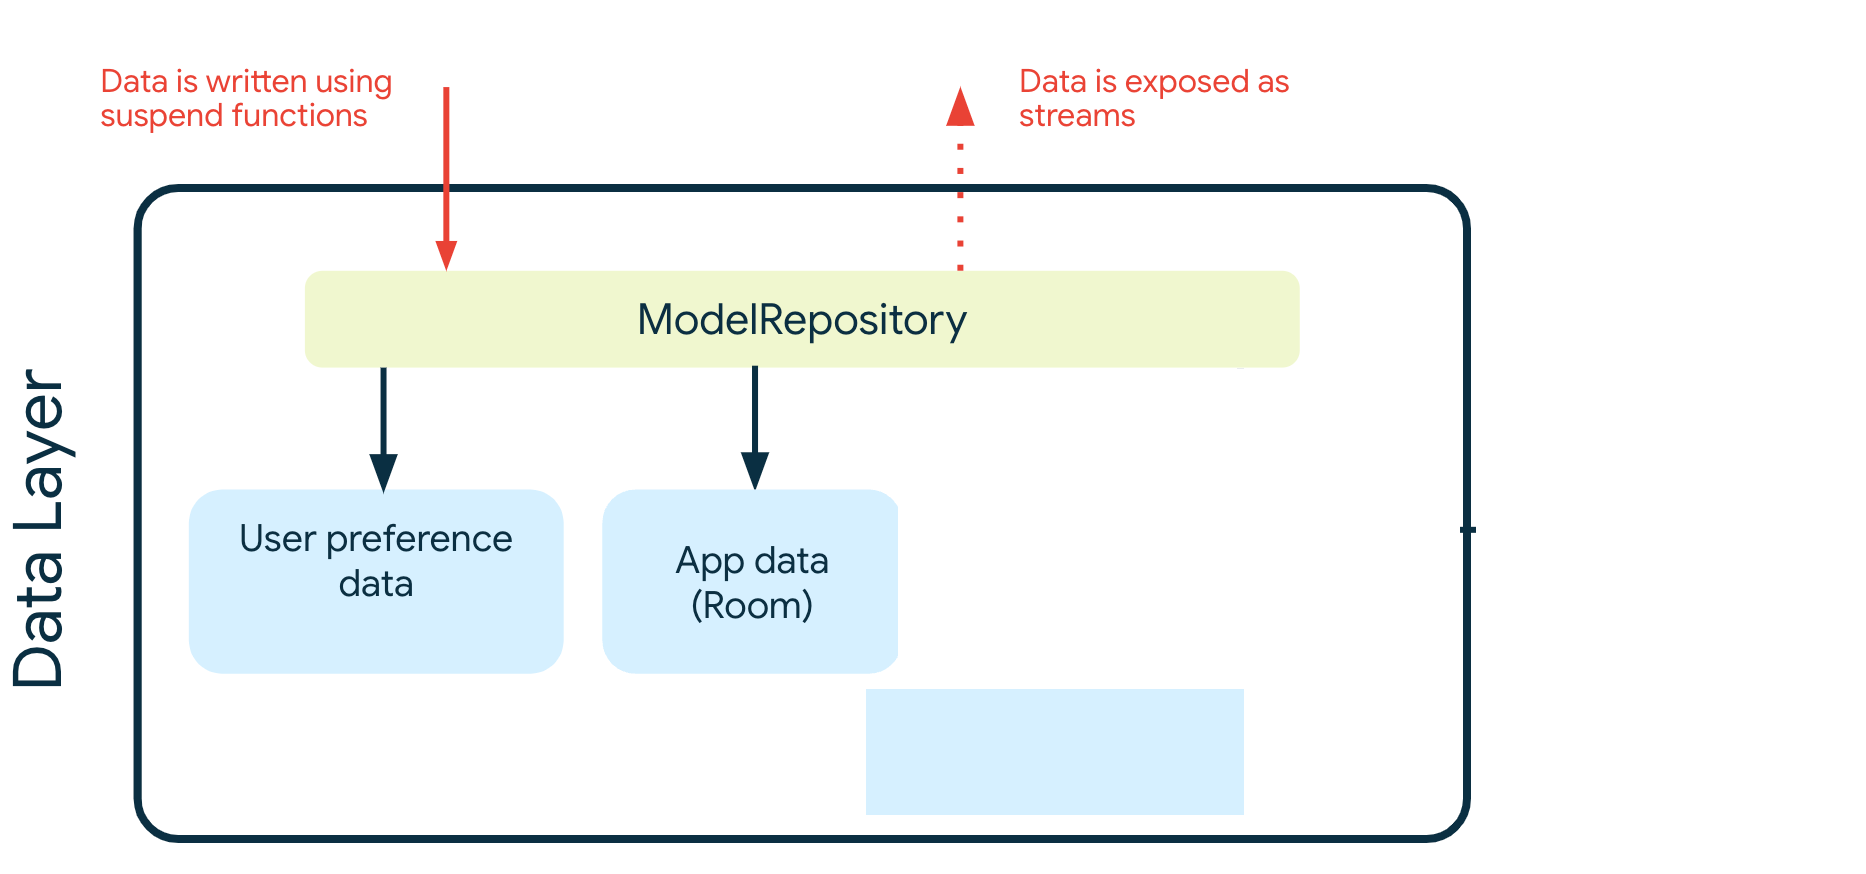 Data is written using
suspend functions
Data is exposed as
streams
ModelRepository
Data Layer
User preference
data
App data
(Room)